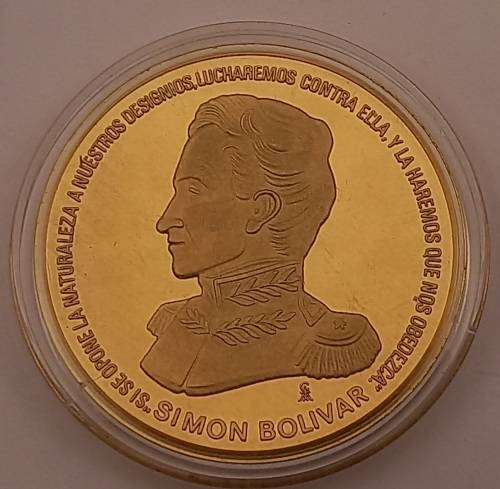 "SI SE OPONE LA NATURALEZA A NUESTROS DESIGNIOS, LUCHAREMOS CONTRA ELLA, Y LA HAREMOS QUE NOS OBEDEZCA."
SIMON BOLIVAR